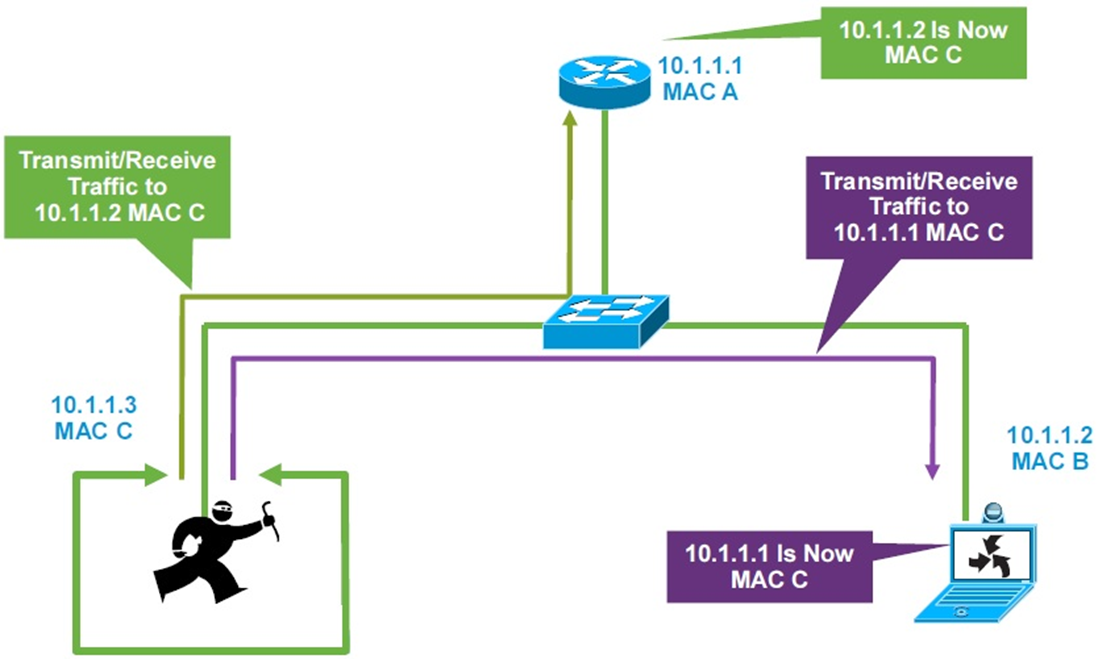 10.1.1.2 Is Now
MAC C
10.1.1.1
MAC A
Transmit/Receive
Traffic to
10.1.1.2 MAC C
Transmit/Receive
Traffic to
10.1.1.1 MAC C
10.1.1.3
MAC C
10.1.1.2
MAC B
10.1.1.1 Is Now
MAC C